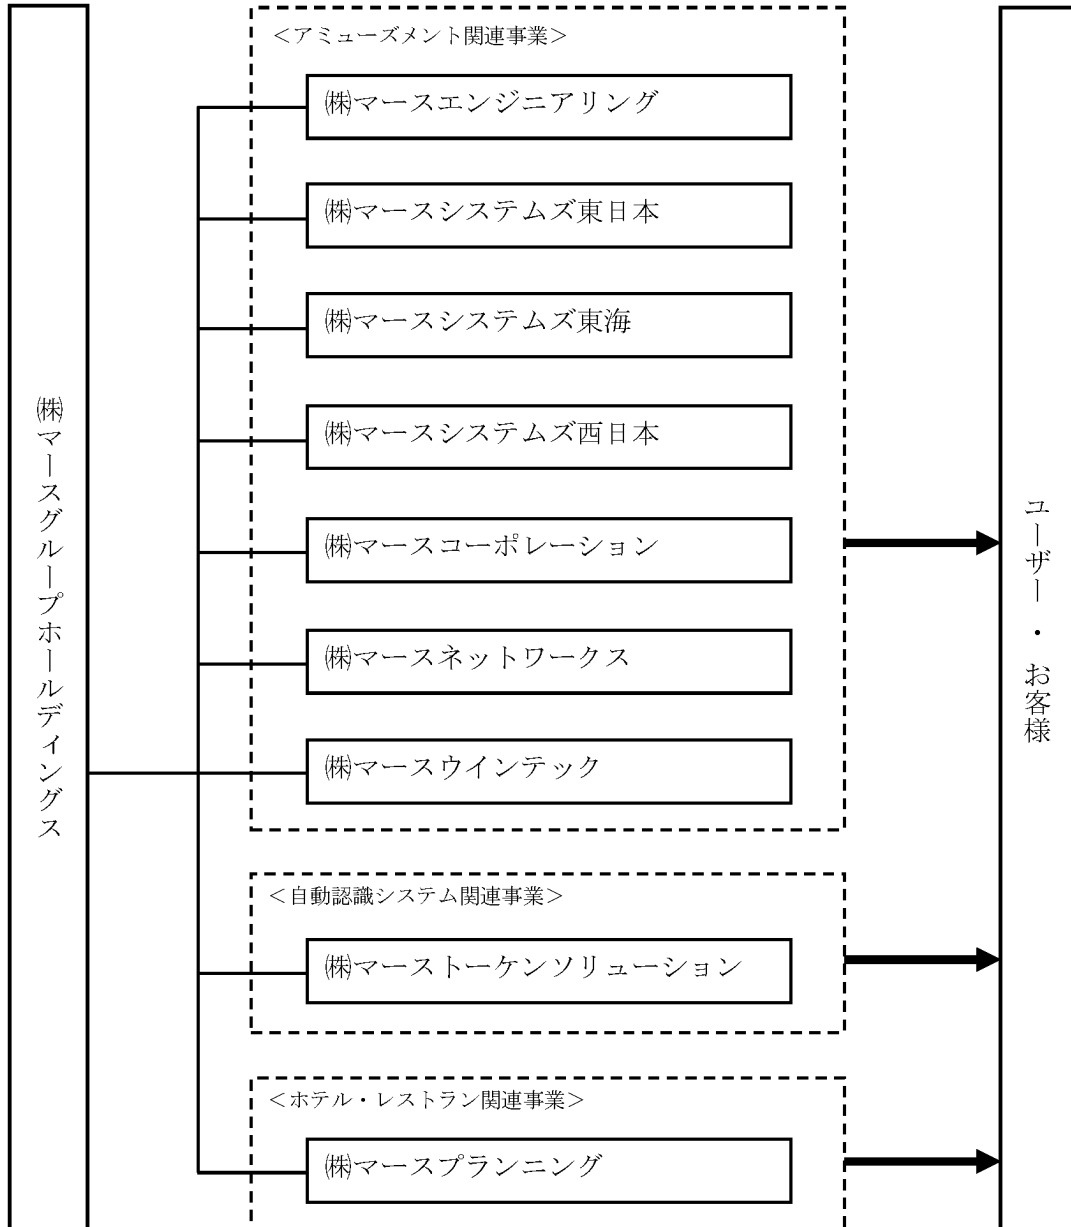 ㈱マースグループホールディングス
＜アミューズメント関連事業＞
㈱マースエンジニアリング
㈱マースシステムズ東日本
㈱マースシステムズ東海
㈱マースシステムズ西日本
㈱マースコーポレーション
㈱マースネットワークス
㈱マースウインテック
＜自動認識システム関連事業＞
㈱マーストーケンソリューション
＜ホテル・レストラン関連事業＞
㈱マースプランニング
ユーザー・お客様